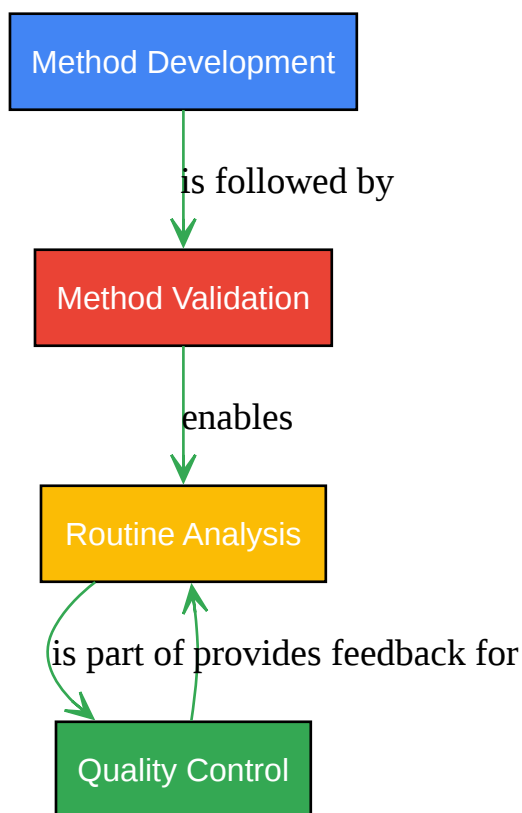 Method Development
is followed by
Method Validation
enables
Routine Analysis
is part of provides feedback for
Quality Control